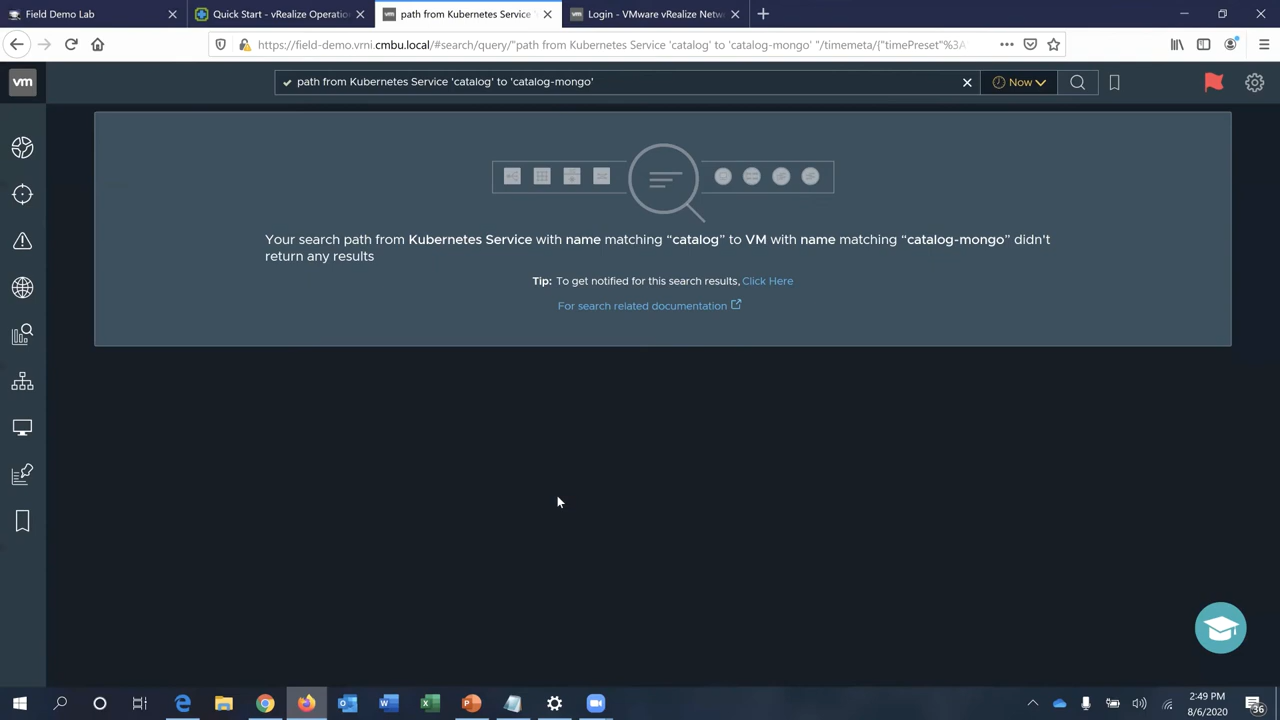 Field Demo Lab
Quick Start - vRealize Operatio
path from Kubernetes Service
Login - VMware vRealize Netw
https://field-demo.vmi.cmbu.local/#search/query/"path from Kubernetes Service 'catalog' to 'catalog-mongo' "/timemeta/{"timePreset"%3A
vm
path from Kubernetes Service 'catalog' to 'catalog-mongo'
Now
Your search path from Kubernetes Service with name matching “catalog” to VM with name matching “catalog-mongo” didn't
return any results
Tip: To get notified for this search results, Click Here
For search related documentation
2:49 PM
8/6/2020
36